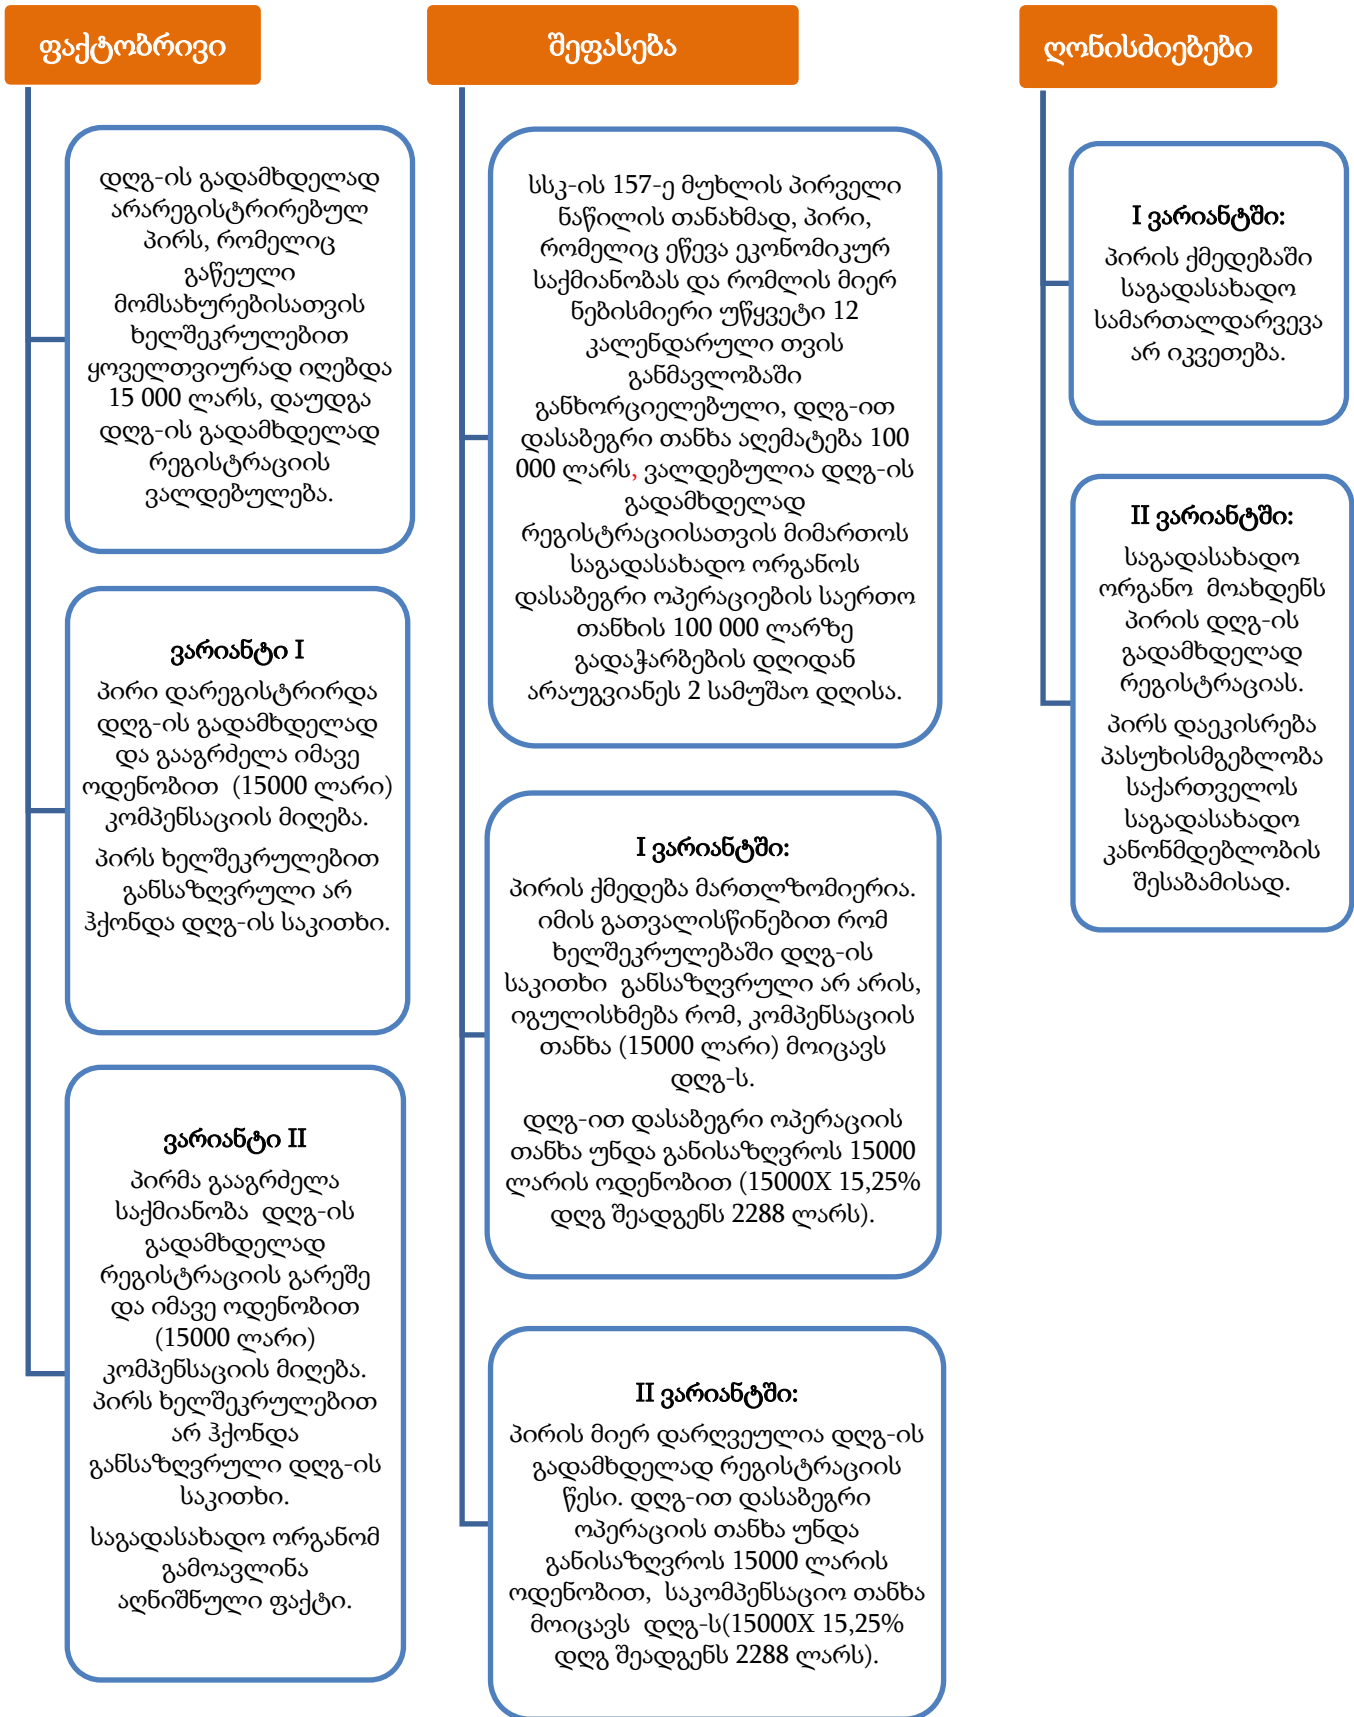 ფაქტობრივი
დღგ-ის გადამხდელად
არარეგისტრირებულ
პირს, რომელიც
გაწეული
მომსახურებისათვის
ხელშეკრულებით
ყოველთვიურად იღებდა
15 000 ლარს, დაუდგა
დღგ-ის გადამხდელად
რეგისტრაციის
ვალდებულება.
ვარიანტი I
პირი დარეგისტრირდა
დღგ-ის გადამხდელად
და გააგრძელა იმავე
ოდენობით (15000 ლარი)
კომპენსაციის მიღება.
პირს ხელშეკრულებით
განსაზღვრული არ
ჰქონდა დღგ-ის საკითხი.
ვარიანტი II
პირმა გააგრძელა
საქმიანობა დღგ-ის
გადამხდელად
რეგისტრაციის გარეშე
და იმავე ოდენობით
(15000 ლარი)
კომპენსაციის მიღება.
პირს ხელშეკრულებით
არ ჰქონდა
განსაზღვრული დღგ-ის
საკითხი.
საგადასახადო ორგანომ
გამოავლინა
აღნიშნული ფაქტი.
შეფასება
სსკ-ის 157-ე მუხლის პირველი
ნაწილის თანახმად, პირი,
რომელიც ეწევა ეკონომიკურ
საქმიანობას და რომლის მიერ
ნებისმიერი უწყვეტი 12
კალენდარული თვის
განმავლობაში
განხორციელებული, დღგ-ით
დასაბეგრი თანხა აღემატება 100
000 ლარს, ვალდებულია დღგ-ის
გადამხდელად
რეგისტრაციისათვის მიმართოს
საგადასახადო ორგანოს
დასაბეგრი ოპერაციების საერთო
თანხის 100 000 ლარზე
გადაჭარბების დღიდან
არაუგვიანეს 2 სამუშაო დღისა.
I ვარიანტში:
პირის ქმედება მართლზომიერია.
იმის გათვალისწინებით რომ
ხელშეკრულებაში დღგ-ის
საკითხი განსაზღვრული არ არის,
იგულისხმება რომ, კომპენსაციის
თანხა (15000 ლარი) მოიცავს
დღგ-ს.
დღგ-ით დასაბეგრი ოპერაციის
თანხა უნდა განისაზღვროს 15000
ლარის ოდენობით (15000X 15,25%
დღგ შეადგენს 2288 ლარს).
II ვარიანტში:
პირის მიერ დარღვეულია დღგ-ის
გადამხდელად რეგისტრაციის
წესი. დღგ-ით დასაბეგრი
ოპერაციის თანხა უნდა
განისაზღვროს 15000 ლარის
ოდენობით, საკომპენსაციო თანხა
მოიცავს დღგ-ს(15000X 15,25%
დღგ შეადგენს 2288 ლარს).
ღონისძიებები
I ვარიანტში:
პირის ქმედებაში
საგადასახადო
სამართალდარვევა
არ იკვეთება.
II ვარიანტში:
საგადასახადო
ორგანო მოახდენს
პირის დღგ-ის
გადამხდელად
რეგისტრაციას.
პირს დაეკისრება
პასუხისმგებლობა
საქართველოს
საგადასახადო
კანონმდებლობის
შესაბამისად.